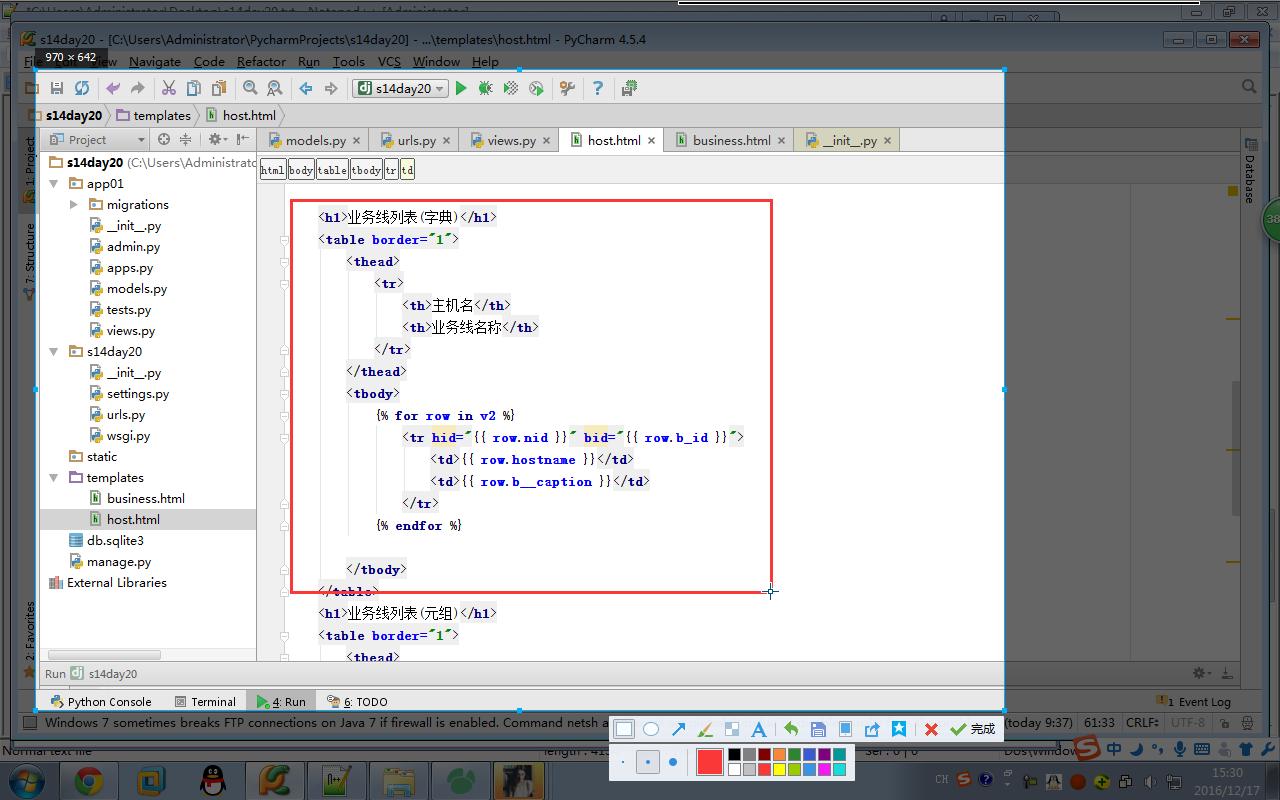 s14day20 - [C:\Users\Administrator\PycharmProjects\s14day20] - ...\templates\host.html - PyCharm 4.5.4
970 × 642
View Navigate Code Refactor Run Tools VCS Window Help
s14day20
s14day20 templates host.html
Project
models.py urls.py views.py host.html business.html __init__.py
html body table tbody tr td
1: Project
7: Structure
2: Favorites
Database
38
s14day20 (C:\Users\Administrato
app01
migrations
__init__.py
admin.py
apps.py
models.py
tests.py
views.py
s14day20
__init__.py
settings.py
urls.py
wsgi.py
static
templates
business.html
host.html
db.sqlite3
manage.py
External Libraries
<h1>业务线列表(字典)</h1>
<table border="1">
<thead>
<tr>
<th>主机名</th>
<th>业务线名称</th>
</tr>
</thead>
<tbody>
{% for row in v2 %}
<tr hid="{{ row.nid }}" bid="{{ row.b_id }}">
<td>{{ row.hostname }}</td>
<td>{{ row.b__caption }}</td>
</tr>
{% endfor %}
</tbody>
</table>
<h1>业务线列表(元组)</h1>
<table border="1">
<thead>
Run s14day20
Python Console Terminal 4: Run 6: TODO 1 Event Log
Windows 7 sometimes breaks FTP connections on Java 7 if firewall is enabled. Command netsh a
(today 9:37) 61:33 CRLF UTF-8
A 完成
Normal text file
中
CH
15:30
2016/12/17